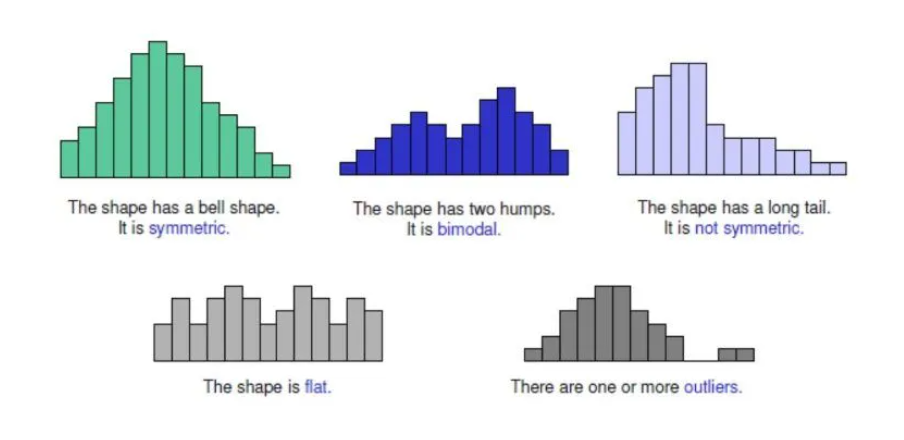 The shape has a bell shape.
It is symmetric.
The shape has two humps.
It is bimodal.
The shape has a long tail.
It is not symmetric.
The shape is flat.
There are one or more outliers.